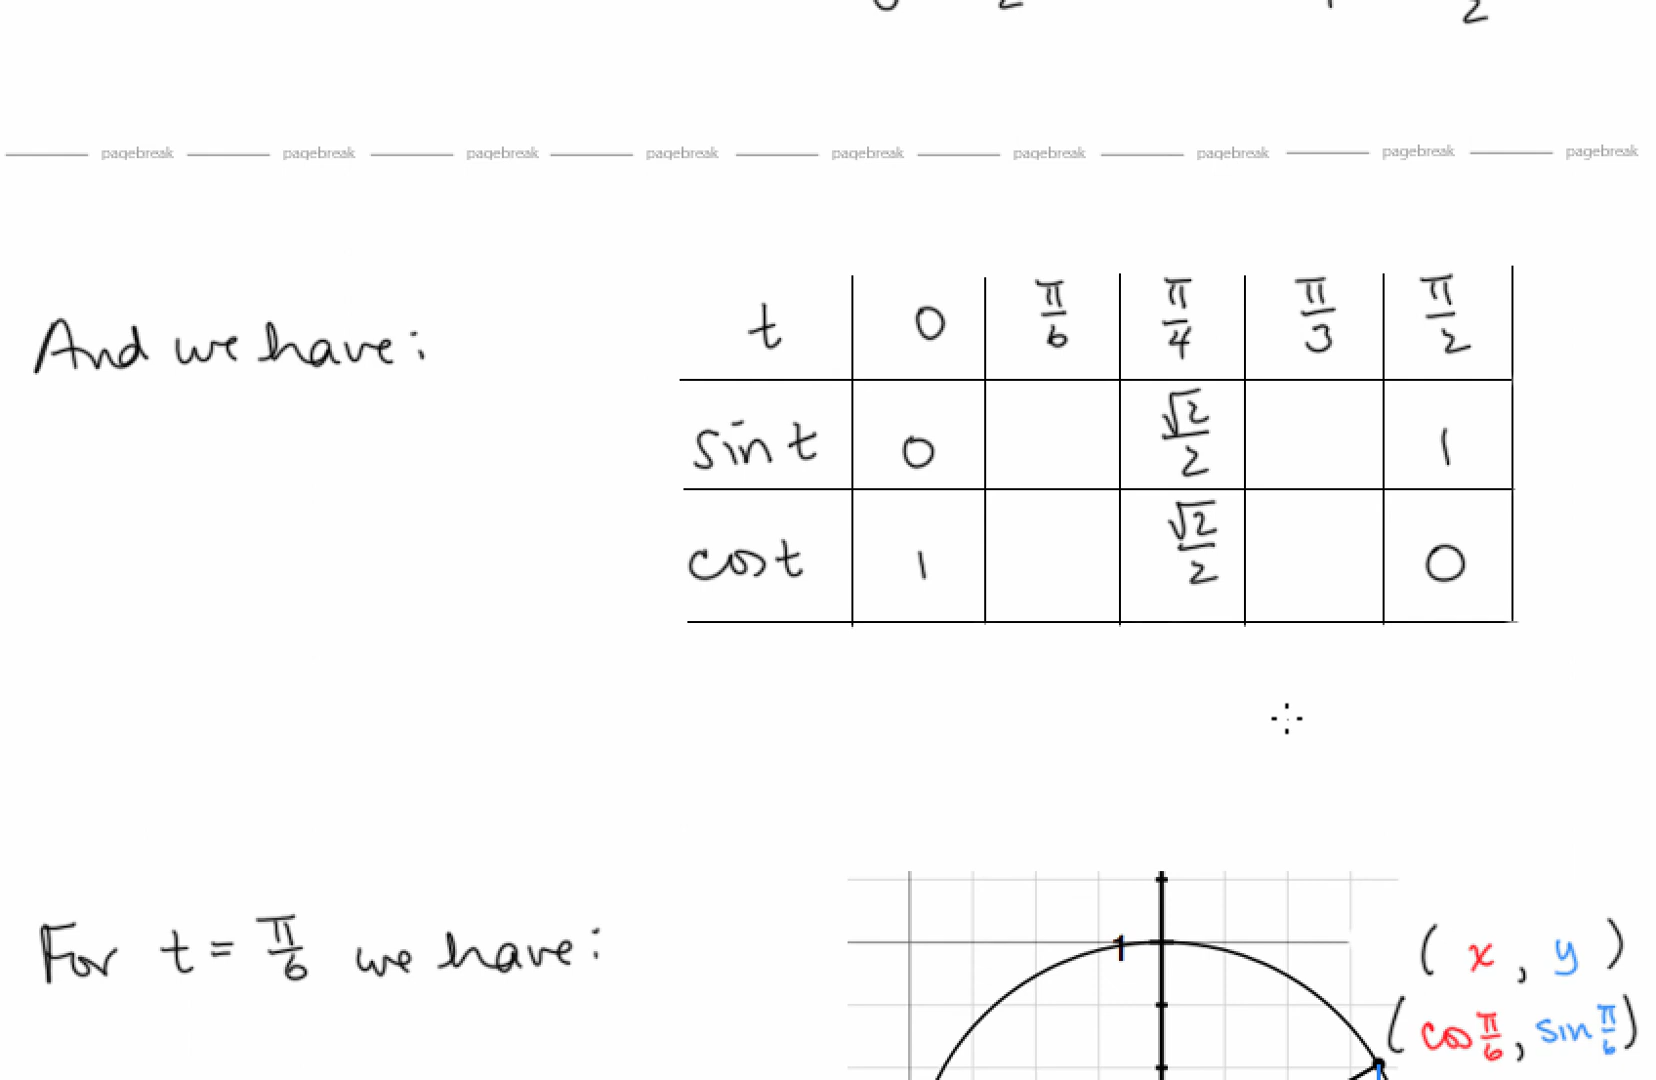 pagebreak pagebreak pagebreak pagebreak pagebreak pagebreak pagebreak pagebreak pagebreak
And we have:
t 0 π/6 π/4 π/3 π/2
sin t 0 √2/2 1
cos t 1 √2/2 0
For t = π/6 we have:
1
(x, y)
(cos π/6, sin π/6)